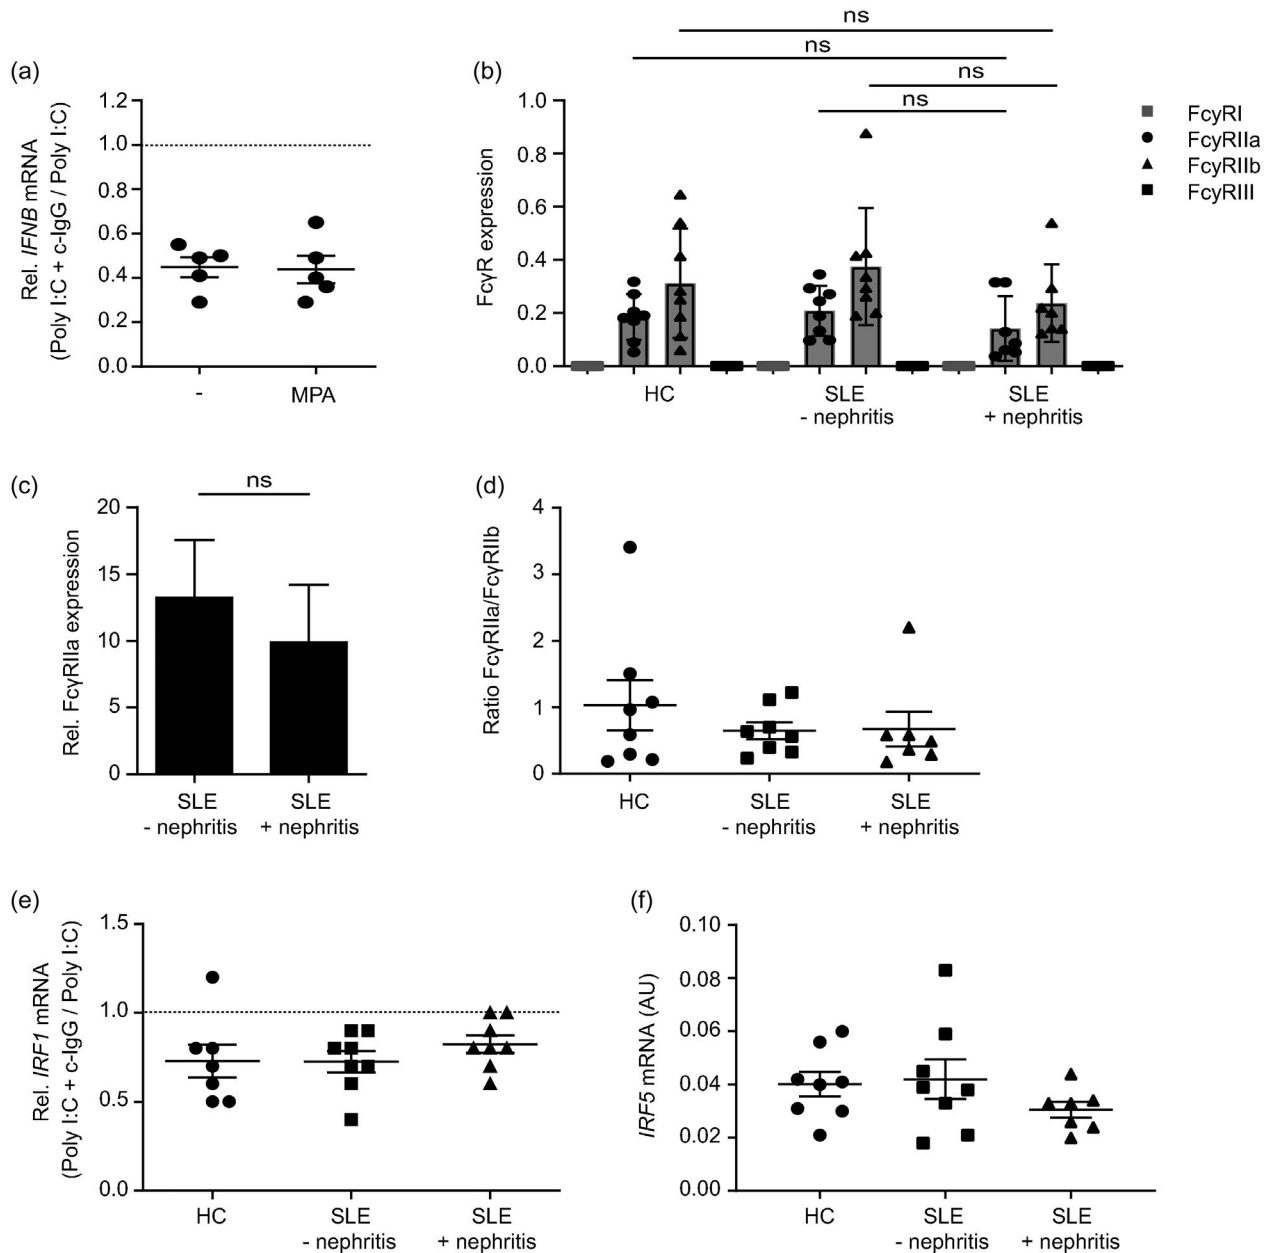 (a)
Rel. IFNB mRNA
(Poly I:C + c-IgG / Poly I:C)
1.2
1.0
0.8
0.6
0.4
0.2
0.0
-
MPA
(b)
ns
ns
ns
ns
FcγR expression
1.0
0.8
0.6
0.4
0.2
0.0
HC
SLE
- nephritis
SLE
+ nephritis
FcγRI
FcγRIIa
FcγRIIb
FcγRIII
(c)
ns
Rel. FcγRIIa expression
20
15
10
5
0
SLE
- nephritis
SLE
+ nephritis
(d)
Ratio FcγRIIa/FcγRIIb
4
3
2
1
0
HC
SLE
- nephritis
SLE
+ nephritis
(e)
Rel. IRF1 mRNA
(Poly I:C + c-IgG / Poly I:C)
1.5
1.0
0.5
0.0
HC
SLE
- nephritis
SLE
+ nephritis
(f)
IRF5 mRNA (AU)
0.10
0.08
0.06
0.04
0.02
0.00
HC
SLE
- nephritis
SLE
+ nephritis